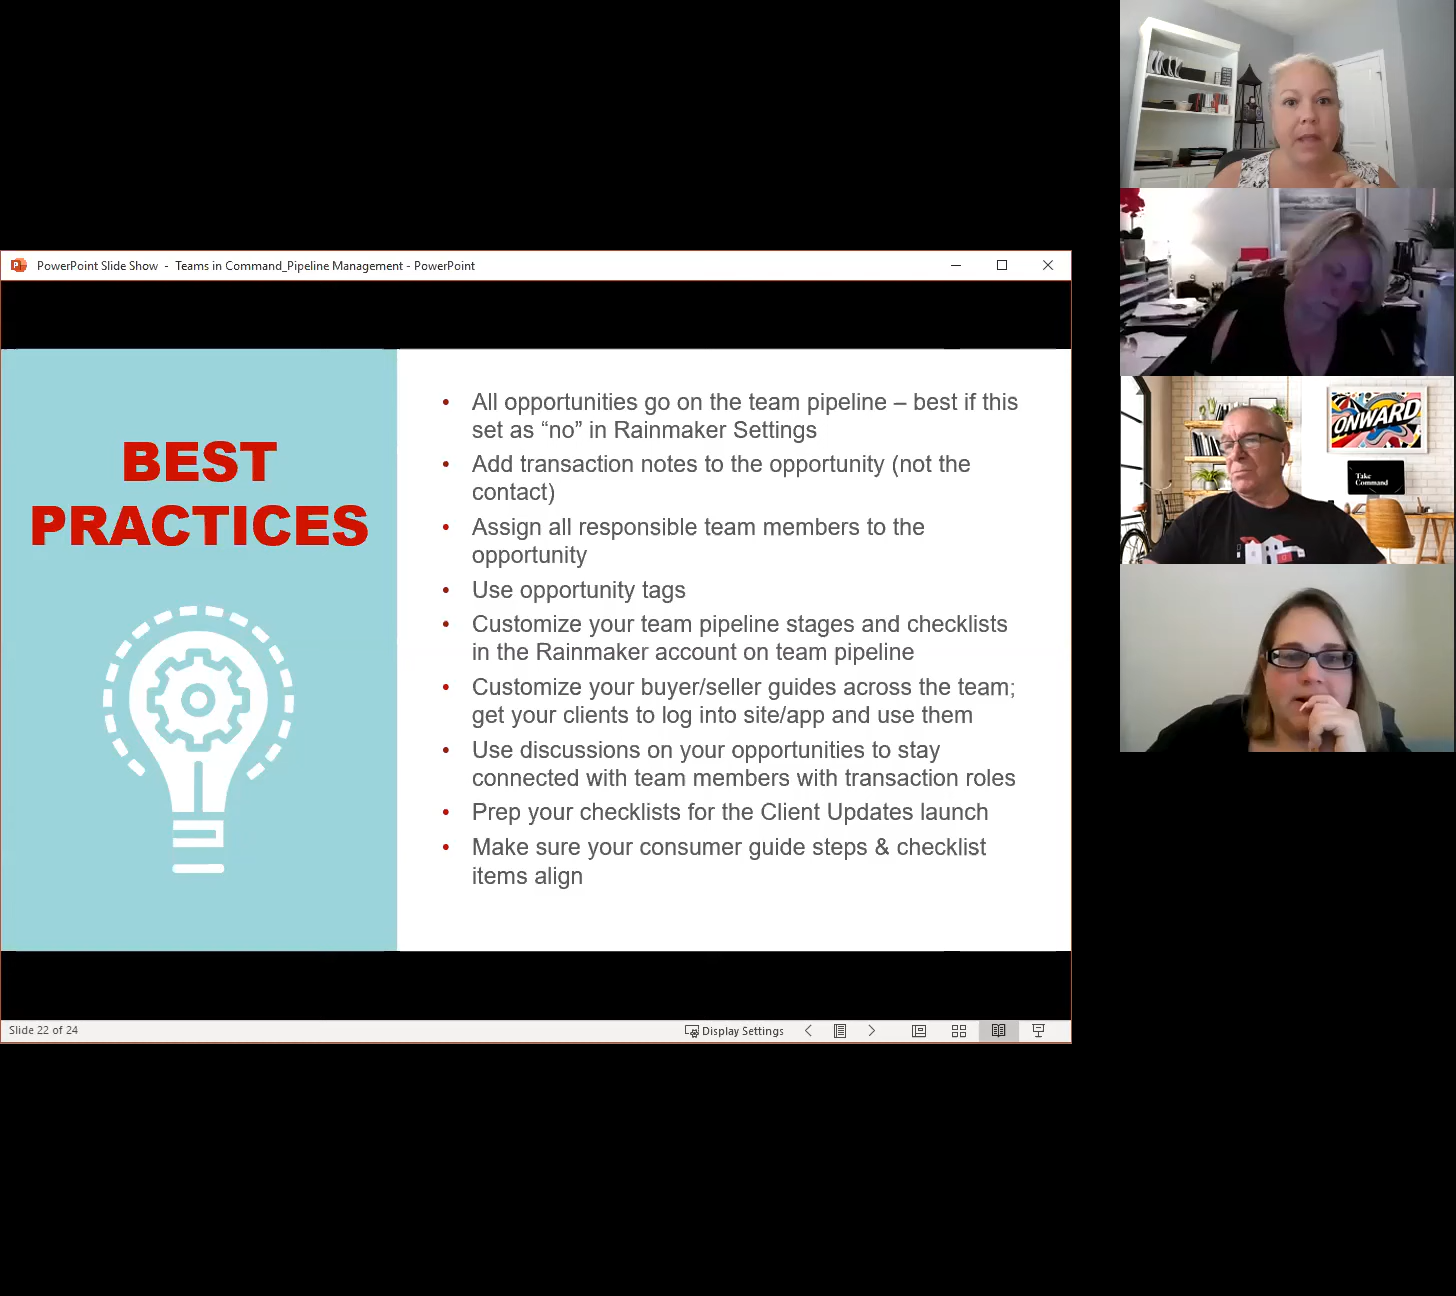 PowerPoint Slide Show - Teams in Command_Pipeline Management - PowerPoint
BEST
PRACTICES
• All opportunities go on the team pipeline – best if this
set as “no” in Rainmaker Settings
• Add transaction notes to the opportunity (not the
contact)
• Assign all responsible team members to the
opportunity
• Use opportunity tags
• Customize your team pipeline stages and checklists
in the Rainmaker account on team pipeline
• Customize your buyer/seller guides across the team;
get your clients to log into site/app and use them
• Use discussions on your opportunities to stay
connected with team members with transaction roles
• Prep your checklists for the Client Updates launch
• Make sure your consumer guide steps & checklist
items align
Slide 22 of 24
Display Settings
ONWARD
Take
Command